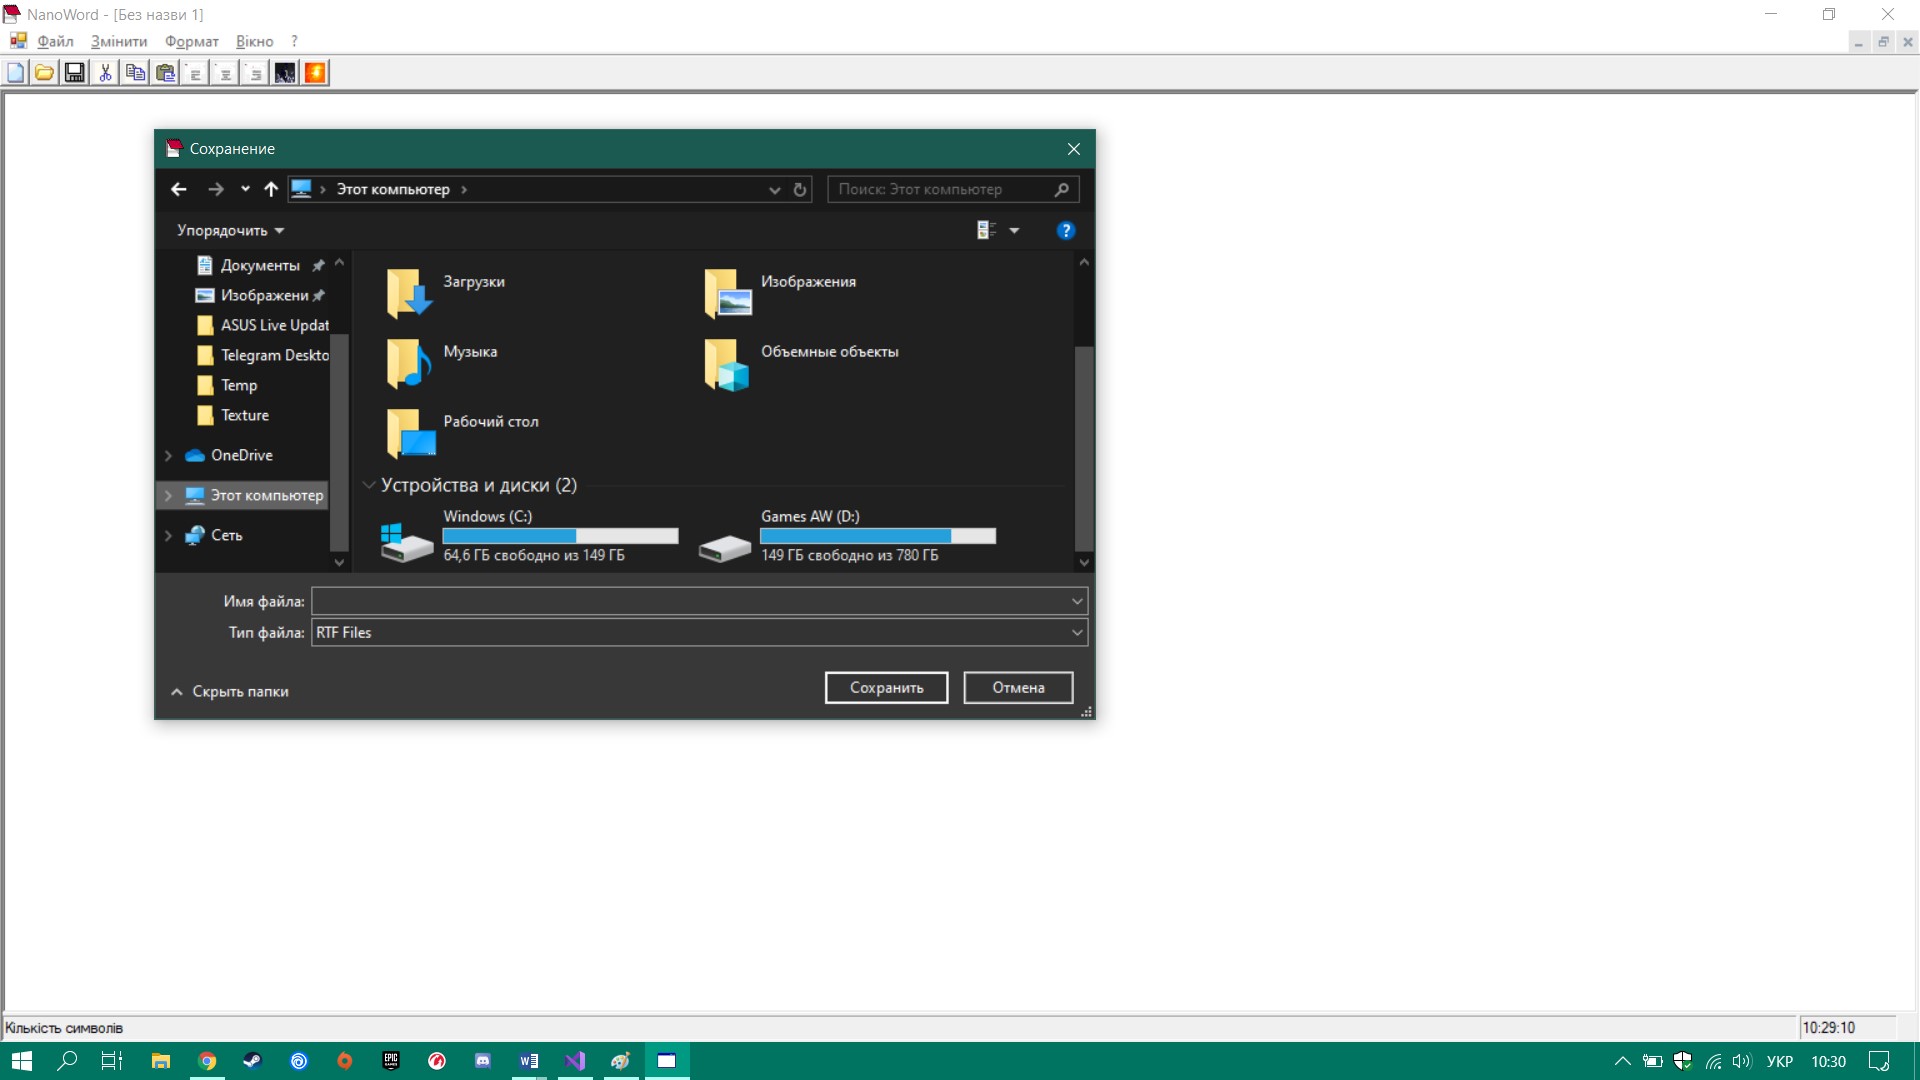 NanoWord - [Без назви 1]
Файл Змінити Формат Вікно ?
Сохранение
Этот компьютер
Поиск: Этот компьютер
Упорядочить
?
Документы
Изображени
ASUS Live Updat
Telegram Deskto
Temp
Texture
OneDrive
Этот компьютер
Сеть
Загрузки
Изображения
Музыка
Объемные объекты
Рабочий стол
Устройства и диски (2)
Windows (C:)
64,6 ГБ свободно из 149 ГБ
Games AW (D:)
149 ГБ свободно из 780 ГБ
Имя файла:
Тип файла: RTF Files
Скрыть папки
Сохранить
Отмена
Кількість символів
10:29:10
EPIC GAMES
УКР
10:30